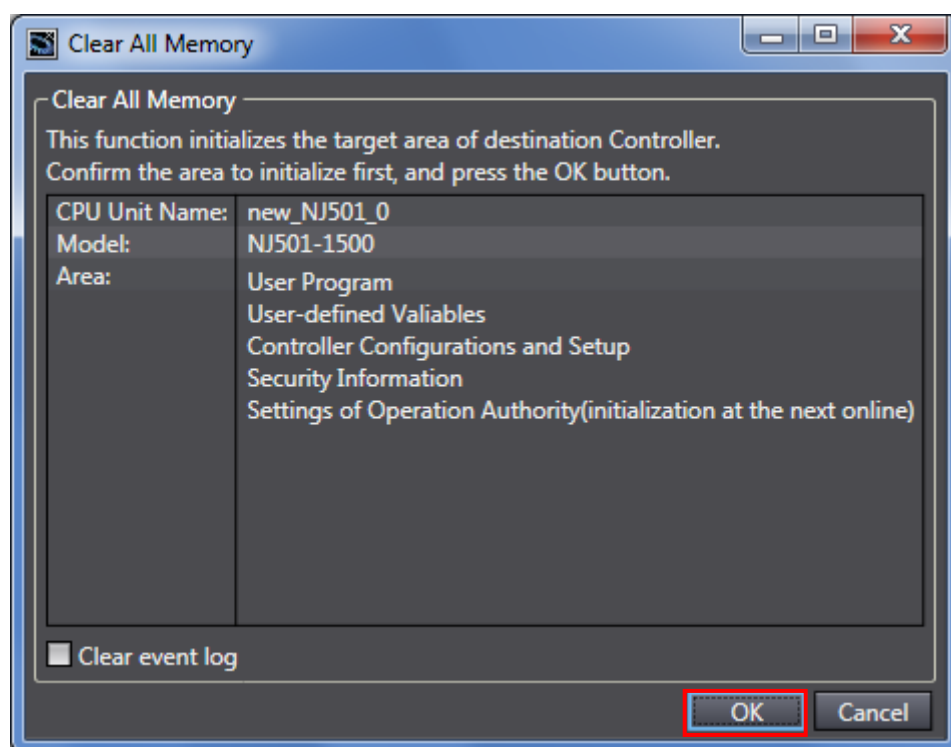 Clear All Memory
Clear All Memory
This function initializes the target area of destination Controller.
Confirm the area to initialize first, and press the OK button.
CPU Unit Name: new_NJ501_0
Model: NJ501-1500
Area: User Program
User-defined Valiables
Controller Configurations and Setup
Security Information
Settings of Operation Authority(initialization at the next online)
Clear event log
OK Cancel